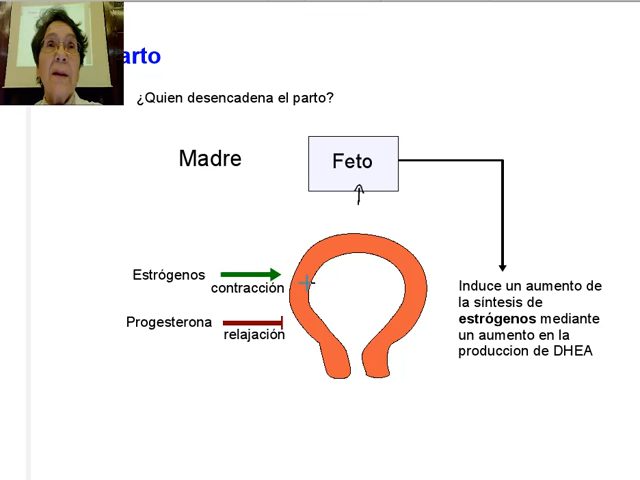 arto
¿Quien desencadena el parto?
Madre
Feto
Estrógenos
contracción
Progesterona
relajación
Induce un aumento de
la síntesis de
estrógenos mediante
un aumento en la
produccion de DHEA